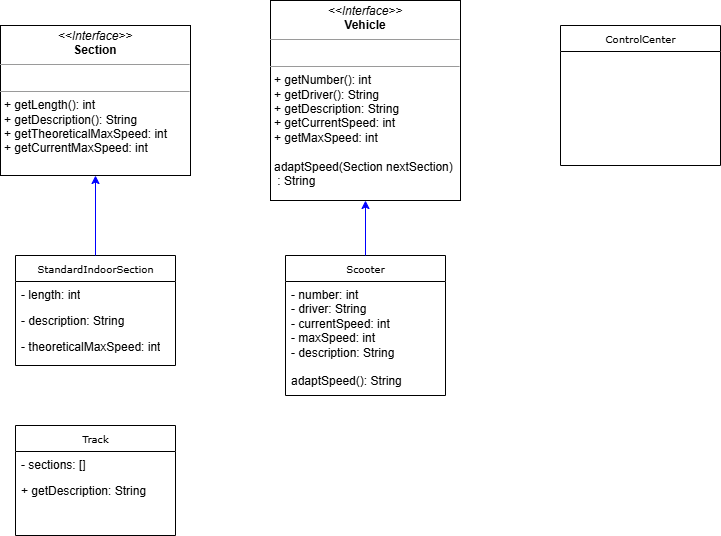 <<Interface>>
Section
+ getLength(): int
+ getDescription(): String
+ getTheoreticalMaxSpeed: int
+ getCurrentMaxSpeed: int
<<Interface>>
Vehicle
+ getNumber(): int
+ getDriver(): String
+ getDescription: String
+ getCurrentSpeed: int
+ getMaxSpeed: int
adaptSpeed(Section nextSection)
: String
ControlCenter
StandardIndoorSection
- length: int
- description: String
- theoreticalMaxSpeed: int
Scooter
- number: int
- driver: String
- currentSpeed: int
- maxSpeed: int
- description: String
adaptSpeed(): String
Track
- sections: []
+ getDescription: String